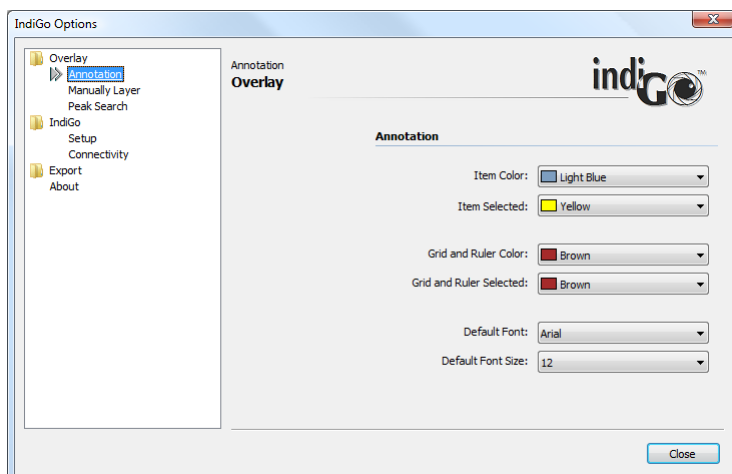 IndiGo Options
Overlay
Annotation
Manually Layer
Peak Search
IndiGo
Setup
Connectivity
Export
About
Annotation
Overlay
indiGo™
Annotation
Item Color: Light Blue
Item Selected: Yellow
Grid and Ruler Color: Brown
Grid and Ruler Selected: Brown
Default Font: Arial
Default Font Size: 12
Close